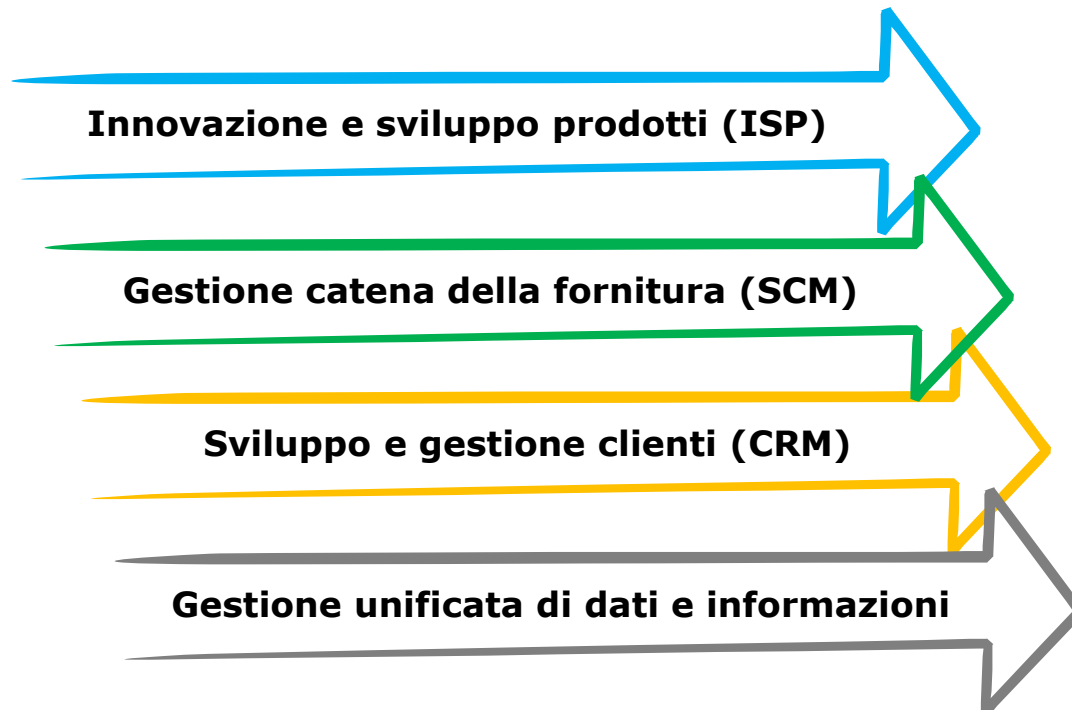 Innovazione e sviluppo prodotti (ISP)
Gestione catena della fornitura (SCM)
Sviluppo e gestione clienti (CRM)
Gestione unificata di dati e informazioni